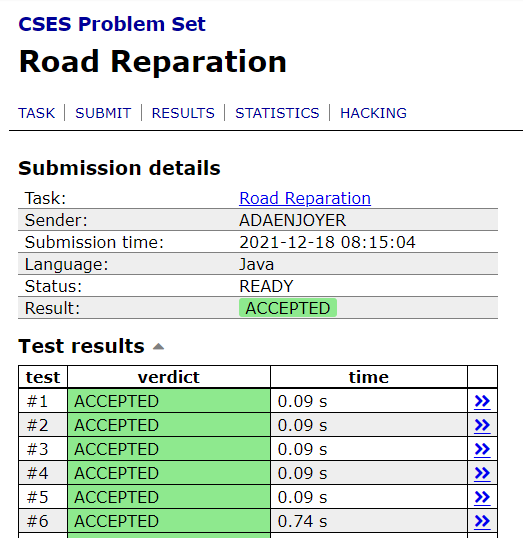 CSES Problem Set
Road Reparation
TASK SUBMIT RESULTS STATISTICS HACKING
Submission details
Task: Road Reparation
Sender: ADAENJOYER
Submission time: 2021-12-18 08:15:04
Language: Java
Status: READY
Result: ACCEPTED
Test results
test verdict time
#1 ACCEPTED 0.09 s
#2 ACCEPTED 0.09 s
#3 ACCEPTED 0.09 s
#4 ACCEPTED 0.09 s
#5 ACCEPTED 0.09 s
#6 ACCEPTED 0.74 s